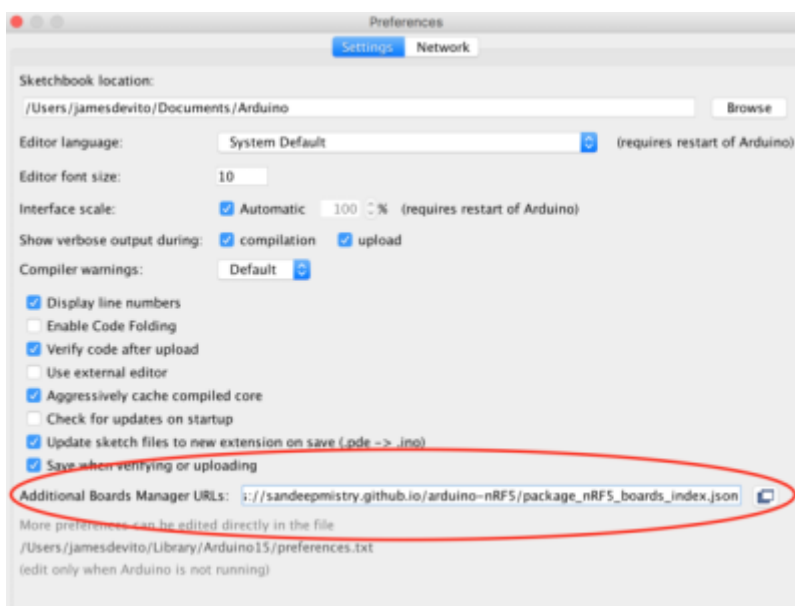 Preferences
Settings Network
Sketchbook location:
/Users/jamesdevito/Documents/Arduino Browse
Editor language: System Default (requires restart of Arduino)
Editor font size: 10
Interface scale: Automatic 100 % (requires restart of Arduino)
Show verbose output during: compilation upload
Compiler warnings: Default
Display line numbers
Enable Code Folding
Verify code after upload
Use external editor
Aggressively cache compiled core
Check for updates on startup
Update sketch files to new extension on save (.pde -> .ino)
Save when verifying or uploading
Additional Boards Manager URLs: s://sandeepmistry.github.io/arduino-nRF5/package_nRF5_boards_index.json
More preferences can be edited directly in the file
/Users/jamesdevito/Library/Arduino15/preferences.txt
(edit only when Arduino is not running)